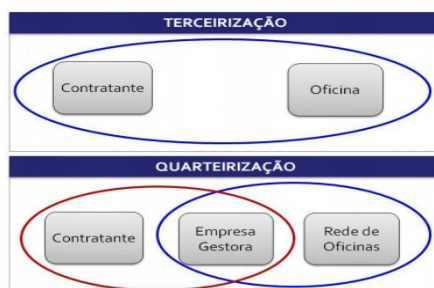 TERCEIRIZAÇÃO
Contratante
Oficina
QUARTEIRIZAÇÃO
Contratante
Empresa
Gestora
Rede de
Oficinas